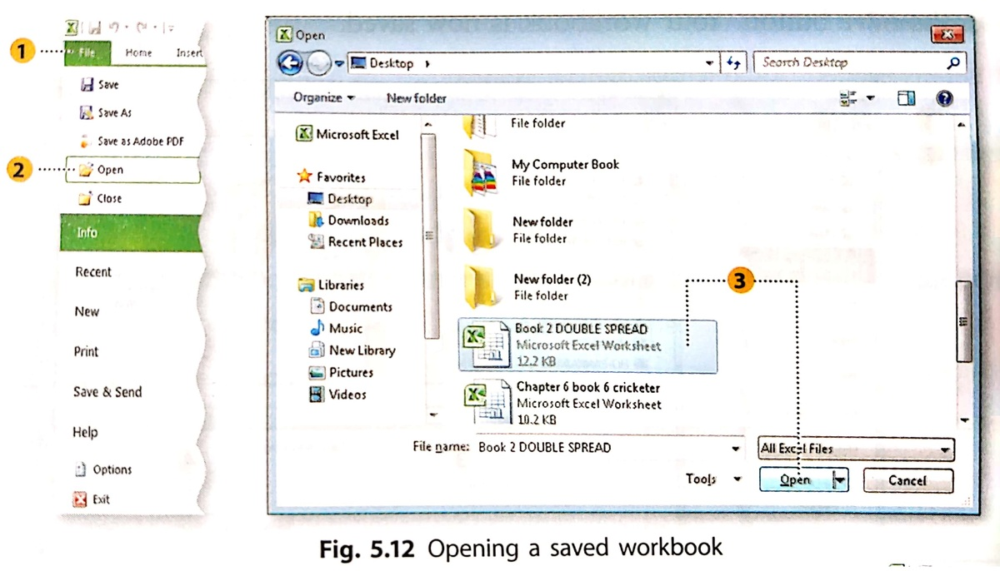 1
File
Home
Insert
Save
Save As
Save as Adobe PDF
2
Open
Close
Info
Recent
New
Print
Save & Send
Help
Options
Exit
Open
Desktop
Search Desktop
Organize
New folder
Microsoft Excel
Favorites
Desktop
Downloads
Recent Places
Libraries
Documents
Music
New Library
Pictures
Videos
File folder
My Computer Book
File folder
New folder
File folder
New folder (2)
File folder
3
Book 2 DOUBLE SPREAD
Microsoft Excel Worksheet
12.2 KB
Chapter 6 book 6 cricketer
Microsoft Excel Worksheet
10.2 KB
File name: Book 2 DOUBLE SPREAD
All Excel Files
Tools
Open
Cancel
Fig. 5.12 Opening a saved workbook